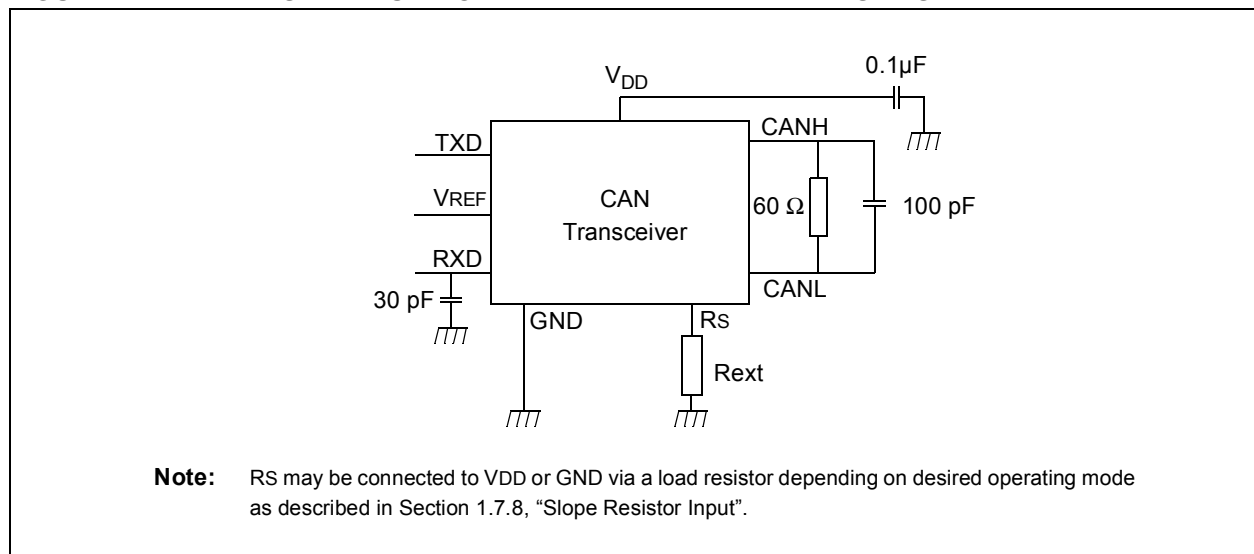 0.1µF
VDD
TXD
CANH
VREF
CAN
Transceiver
60 Ω
100 pF
RXD
CANL
30 pF
GND
RS
Rext
Note: RS may be connected to VDD or GND via a load resistor depending on desired operating mode
as described in Section 1.7.8, “Slope Resistor Input”.